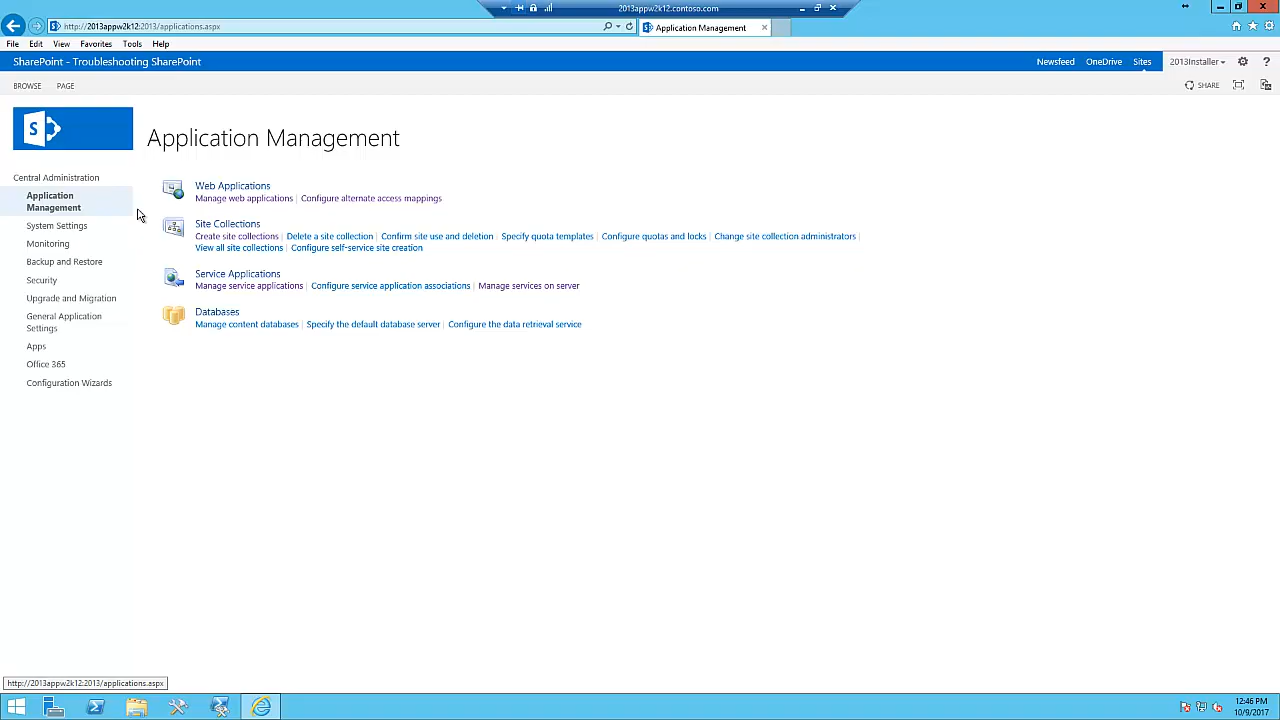 2013appw2k12.contoso.com
http://2013appw2k12:2013/applications.aspx
Application Management
File Edit View Favorites Tools Help
SharePoint - Troubleshooting SharePoint
Newsfeed OneDrive Sites
2013Installer
?
BROWSE PAGE
SHARE
S
Application Management
Central Administration
Application
Management
System Settings
Monitoring
Backup and Restore
Security
Upgrade and Migration
General Application
Settings
Apps
Office 365
Configuration Wizards
Web Applications
Manage web applications | Configure alternate access mappings
Site Collections
Create site collections | Delete a site collection | Confirm site use and deletion | Specify quota templates | Configure quotas and locks | Change site collection administrators |
View all site collections | Configure self-service site creation
Service Applications
Manage service applications | Configure service application associations | Manage services on server
Databases
Manage content databases | Specify the default database server | Configure the data retrieval service
http://2013appw2k12:2013/applications.aspx
12:46 PM
10/9/2017